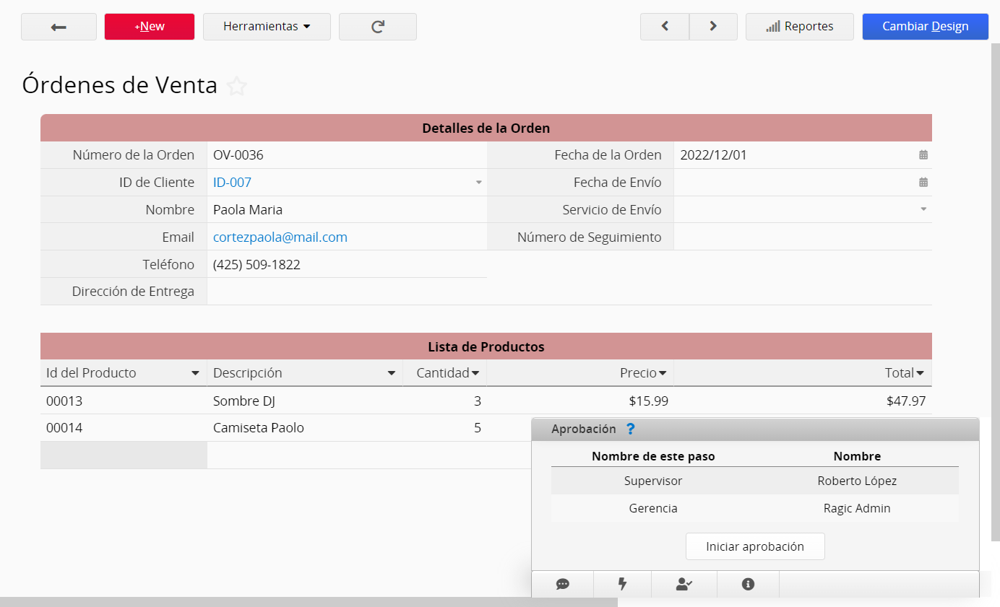 +New
Herramientas
Reportes
Cambiar Design
Órdenes de Venta
Detalles de la Orden
Número de la Orden OV-0036 Fecha de la Orden 2022/12/01
ID de Cliente ID-007 Fecha de Envío
Nombre Paola Maria Servicio de Envío
Email cortezpaola@mail.com Número de Seguimiento
Teléfono (425) 509-1822
Dirección de Entrega
Lista de Productos
Id del Producto Descripción Cantidad Precio Total
00013 Sombre DJ 3 $15.99 $47.97
00014 Camiseta Paolo 5
Aprobación ?
Nombre de este paso Nombre
Supervisor Roberto López
Gerencia Ragic Admin
Iniciar aprobación